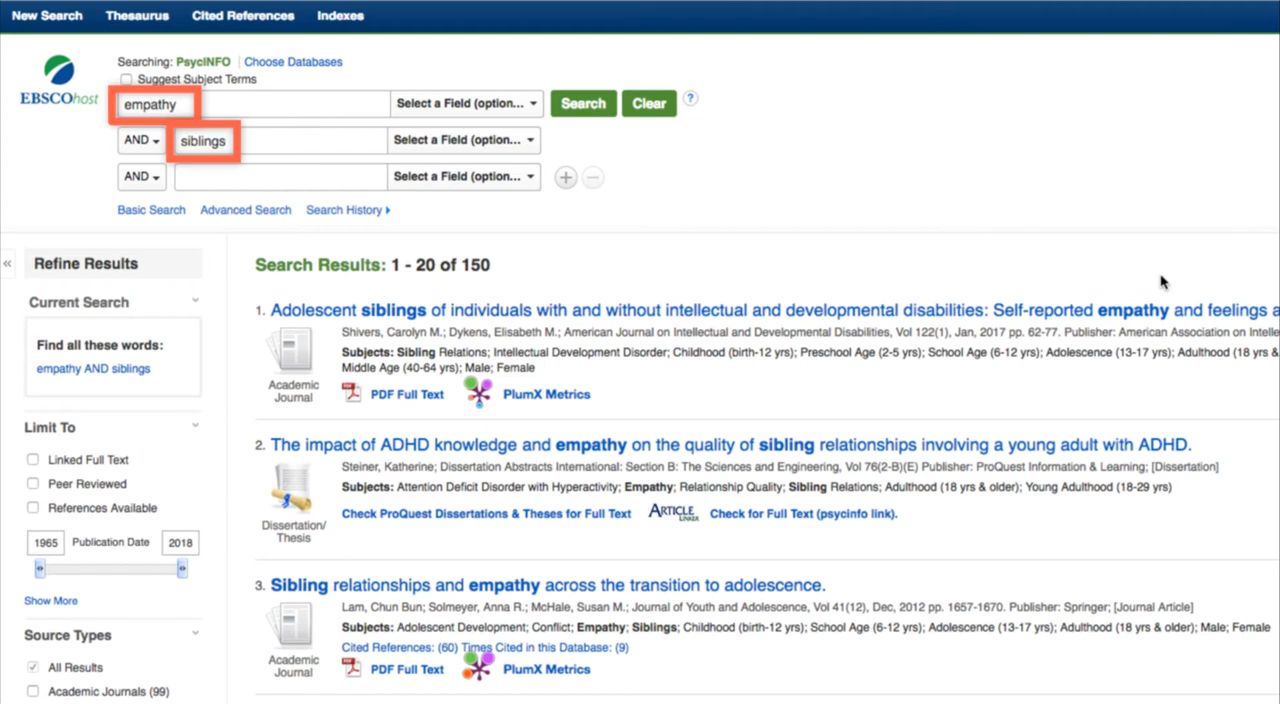 New Search Thesaurus Cited References Indexes
Searching: PsycINFO Choose Databases
Suggest Subject Terms
EBSCOhost
empathy Select a Field (option... Search Clear ?
AND siblings Select a Field (option...
AND Select a Field (option...
Basic Search Advanced Search Search History
« Refine Results
Current Search
Find all these words:
empathy AND siblings
Limit To
Linked Full Text
Peer Reviewed
References Available
1965 Publication Date 2018
Show More
Source Types
All Results
Academic Journals (99)
Search Results: 1 - 20 of 150
1. Adolescent siblings of individuals with and without intellectual and developmental disabilities: Self-reported empathy and feelings a
Shivers, Carolyn M.; Dykens, Elisabeth M.; American Journal on Intellectual and Developmental Disabilities, Vol 122(1), Jan, 2017 pp. 62-77. Publisher: American Association on Intelle
Subjects: Sibling Relations; Intellectual Development Disorder; Childhood (birth-12 yrs); Preschool Age (2-5 yrs); School Age (6-12 yrs); Adolescence (13-17 yrs); Adulthood (18 yrs &
Middle Age (40-64 yrs); Male; Female
Academic
Journal
PDF Full Text PlumX Metrics
2. The impact of ADHD knowledge and empathy on the quality of sibling relationships involving a young adult with ADHD.
Steiner, Katherine; Dissertation Abstracts International: Section B: The Sciences and Engineering, Vol 76(2-B)(E) Publisher: ProQuest Information & Learning; [Dissertation]
Subjects: Attention Deficit Disorder with Hyperactivity; Empathy; Relationship Quality; Sibling Relations; Adulthood (18 yrs & older); Young Adulthood (18-29 yrs)
Check ProQuest Dissertations & Theses for Full Text ARTICLE LINKER Check for Full Text (psycinfo link).
Dissertation/
Thesis
3. Sibling relationships and empathy across the transition to adolescence.
Lam, Chun Bun; Solmeyer, Anna R.; McHale, Susan M.; Journal of Youth and Adolescence, Vol 41(12), Dec, 2012 pp. 1657-1670. Publisher: Springer; [Journal Article]
Subjects: Adolescent Development; Conflict; Empathy; Siblings; Childhood (birth-12 yrs); School Age (6-12 yrs); Adolescence (13-17 yrs); Adulthood (18 yrs & older); Male; Female
Cited References: (60) Times Cited in this Database: (9)
Academic
Journal
PDF Full Text PlumX Metrics